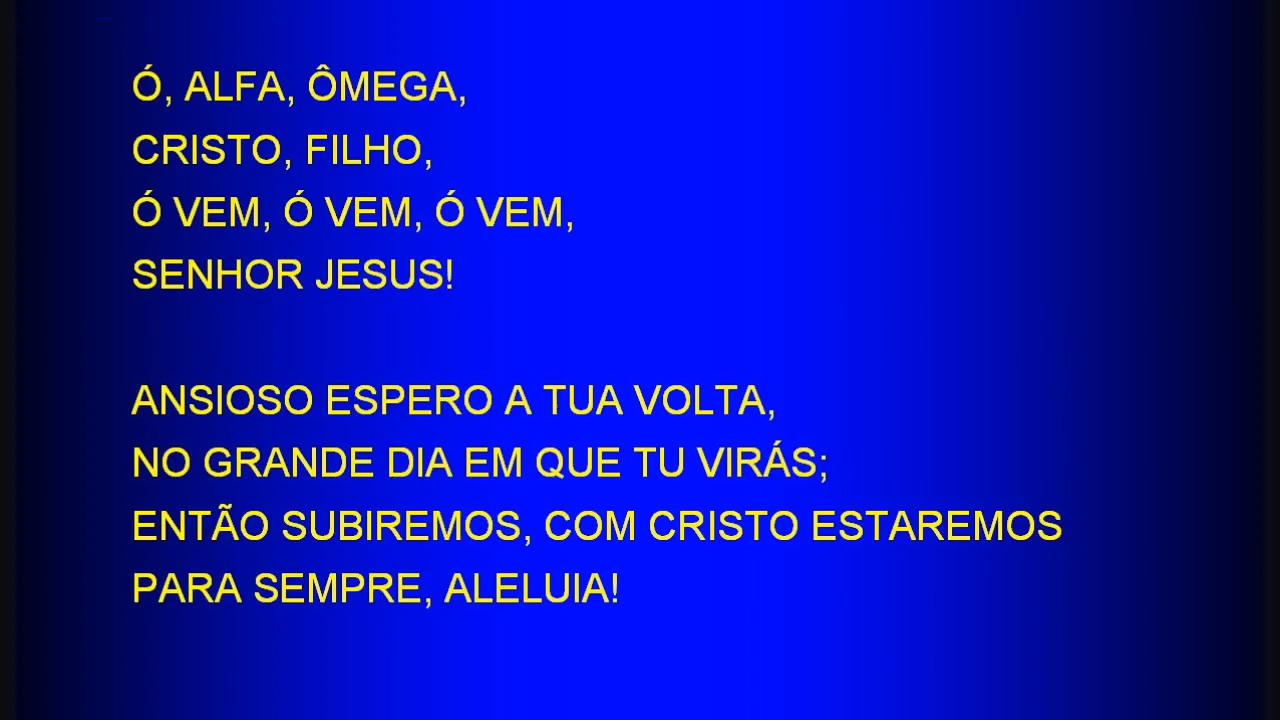 Ó, ALFA, ÔMEGA,
CRISTO, FILHO,
Ó VEM, Ó VEM, Ó VEM,
SENHOR JESUS!
ANSIOSO ESPERO A TUA VOLTA,
NO GRANDE DIA EM QUE TU VIRÁS;
ENTÃO SUBIREMOS, COM CRISTO ESTAREMOS
PARA SEMPRE, ALELUIA!